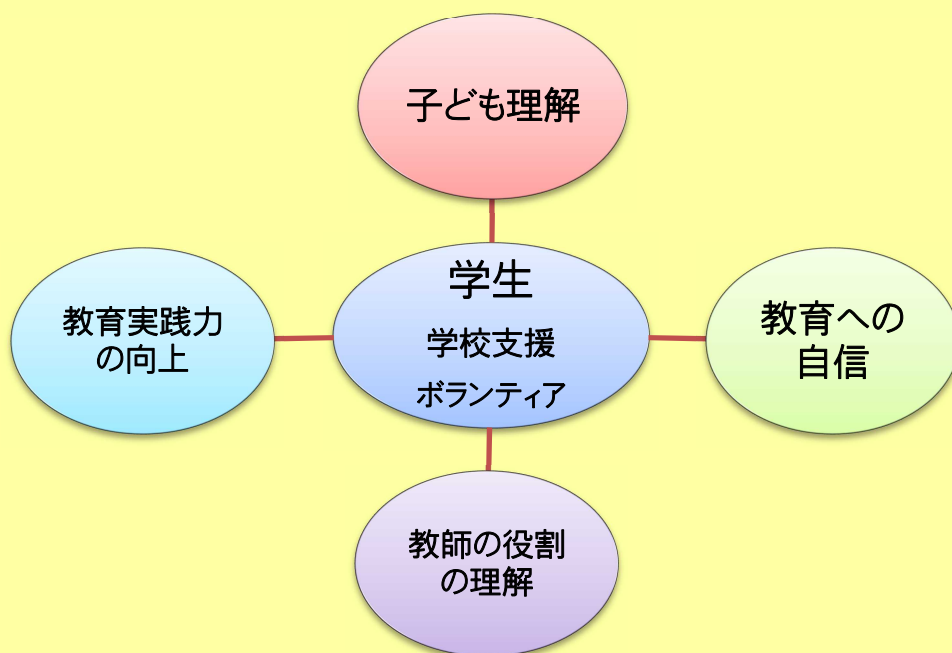 子ども理解
学生
学校支援
ボランティア
教育実践力
の向上
教育への
自信
教師の役割
の理解